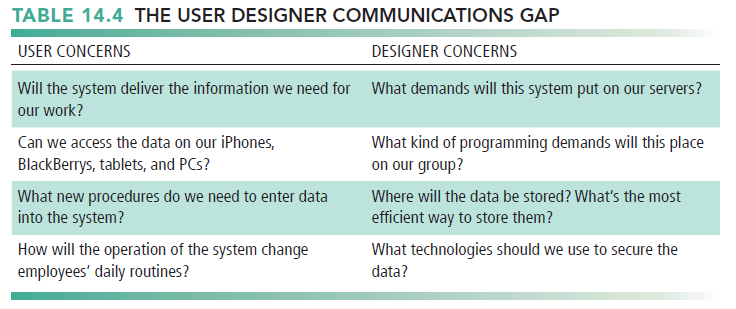 TABLE 14.4 THE USER DESIGNER COMMUNICATIONS GAP
USER CONCERNS
DESIGNER CONCERNS
Will the system deliver the information we need for
our work?
What demands will this system put on our servers?
Can we access the data on our iPhones,
BlackBerrys, tablets, and PCs?
What kind of programming demands will this place
on our group?
What new procedures do we need to enter data
into the system?
Where will the data be stored? What's the most
efficient way to store them?
How will the operation of the system change
employees' daily routines?
What technologies should we use to secure the
data?